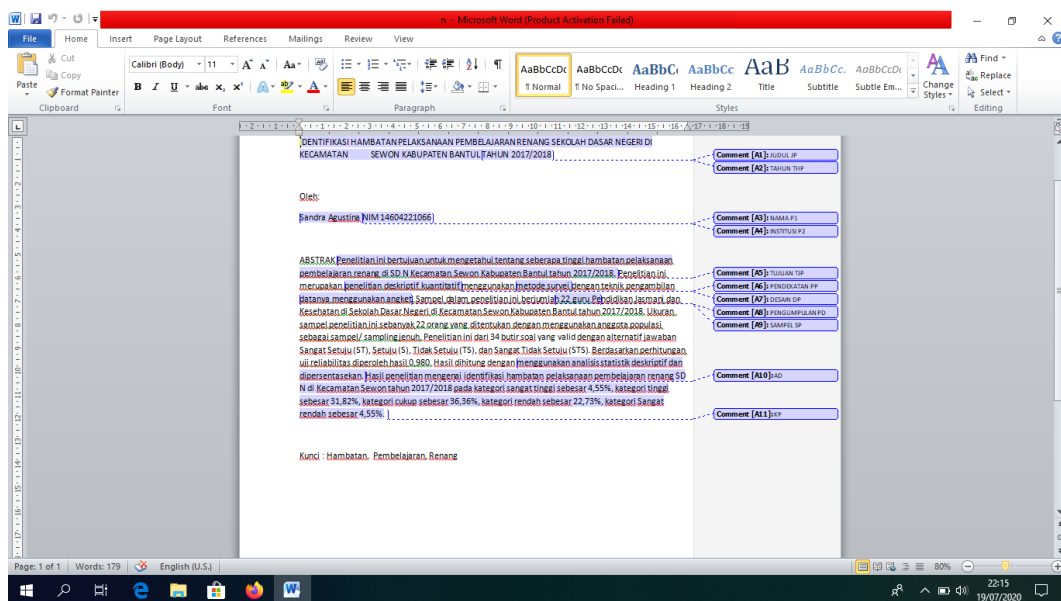 n - Microsoft Word (Product Activation Failed)
File Home Insert Page Layout References Mailings Review View
Paste
Cut
Copy
Format Painter
Clipboard
Calibri (Body) 11
Font
Paragraph
AaBbCcDc AaBbCcDc AaBbC AaBbCc AaB AaBbCc. AaBbCcDc
¶ Normal ¶ No Spaci... Heading 1 Heading 2 Title Subtitle Subtle Em...
Change Styles
Styles
Find
Replace
Select
Editing
IDENTIFIKASI HAMBATAN PELAKSANAAN PEMBELAJARAN RENANG SEKOLAH DASAR NEGERI DI
KECAMATAN SEWON KABUPATEN BANTUL TAHUN 2017/2018
Oleh:
Sandra Agustina NIM 14604221066
ABSTRAK Penelitian ini bertujuan untuk mengetahui tentang seberapa tinggi hambatan pelaksanaan
pembelajaran renang di SD N Kecamatan Sewon Kabupaten Bantul tahun 2017/2018. Penelitian ini
merupakan penelitian deskriptif kuantitatif menggunakan metode survei dengan teknik pengambilan
datanya menggunakan angket. Sampel dalam penelitian ini berjumlah 22 guru Pendidikan Jasmani dan
Kesehatan di Sekolah Dasar Negeri di Kecamatan Sewon Kabupaten Bantul tahun 2017/2018. Ukuran
sampel penelitian ini sebanyak 22 orang yang ditentukan dengan menggunakan anggota populasi
sebagai sampel/ sampling jenuh. Penelitian ini dari 34 butir soal yang valid dengan alternatif jawaban
Sangat Setuju (ST), Setuju (S), Tidak Setuju (TS), dan Sangat Tidak Setuju (STS). Berdasarkan perhitungan
uji reliabilitas diperoleh hasil 0,980. Hasil dihitung dengan menggunakan analisis statistik deskriptif dan
dipersentasekan. Hasil penelitian mengenai identifikasi hambatan pelaksanaan pembelajaran renang SD
N di Kecamatan Sewon tahun 2017/2018 pada kategori sangat tinggi sebesar 4,55%, kategori tinggi
sebesar 31,82%, kategori cukup sebesar 36,36%, kategori rendah sebesar 22,73%, kategori Sangat
rendah sebesar 4,55%.
Kunci : Hambatan, Pembelajaran, Renang
Comment [A1]: JUDUL JP
Comment [A2]: TAHUN THP
Comment [A3]: NAMA P1
Comment [A4]: INSTITUSI P2
Comment [A5]: TUJUAN TJP
Comment [A6]: PENDEKATAN PP
Comment [A7]: DESAIN DP
Comment [A8]: PENGUMPULAN PD
Comment [A9]: SAMPEL SP
Comment [A10]: AD
Comment [A11]: KP
Page: 1 of 1 Words: 179 English (U.S.) 80%
22:15
19/07/2020